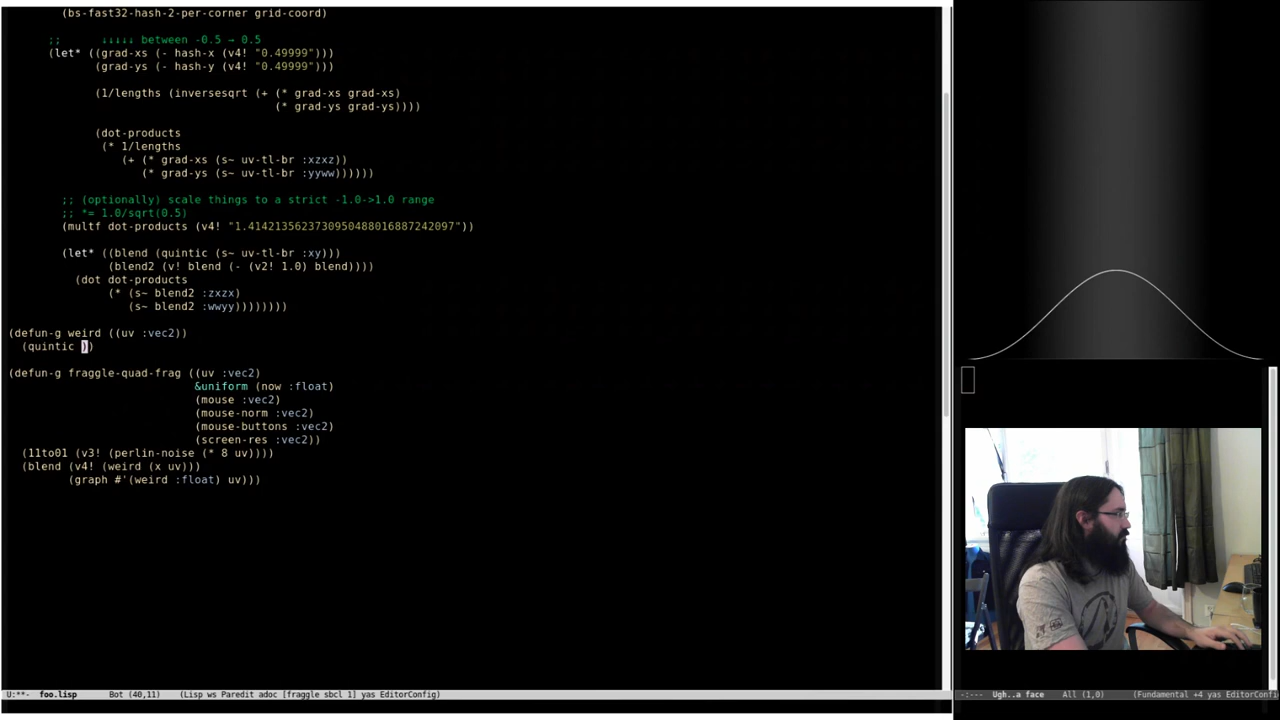 (bs-fast32-hash-2-per-corner grid-coord)
;; ↓↓↓↓↓ between -0.5 → 0.5
(let* ((grad-xs (- hash-x (v4! "0.49999")))
(grad-ys (- hash-y (v4! "0.49999")))
(1/lengths (inversesqrt (+ (* grad-xs grad-xs)
(* grad-ys grad-ys))))
(dot-products
(* 1/lengths
(+ (* grad-xs (s~ uv-tl-br :xzxz))
(* grad-ys (s~ uv-tl-br :yyww))))))
;; (optionally) scale things to a strict -1.0->1.0 range
;; *= 1.0/sqrt(0.5)
(multf dot-products (v4! "1.4142135623730950488016887242097"))
(let* ((blend (quintic (s~ uv-tl-br :xy)))
(blend2 (v! blend (- (v2! 1.0) blend))))
(dot dot-products
(* (s~ blend2 :zxzx)
(s~ blend2 :wwyy))))))))
(defun-g weird ((uv :vec2))
(quintic ))
(defun-g fraggle-quad-frag ((uv :vec2)
&uniform (now :float)
(mouse :vec2)
(mouse-norm :vec2)
(mouse-buttons :vec2)
(screen-res :vec2))
(11to01 (v3! (perlin-noise (* 8 uv))))
(blend (v4! (weird (x uv)))
(graph #'(weird :float) uv)))
U:**- foo.lisp Bot (40,11) (Lisp ws Paredit adoc [fraggle sbcl 1] yas EditorConfig)
-:--- Ugh..a face All (1,0) (Fundamental +4 yas EditorConfi